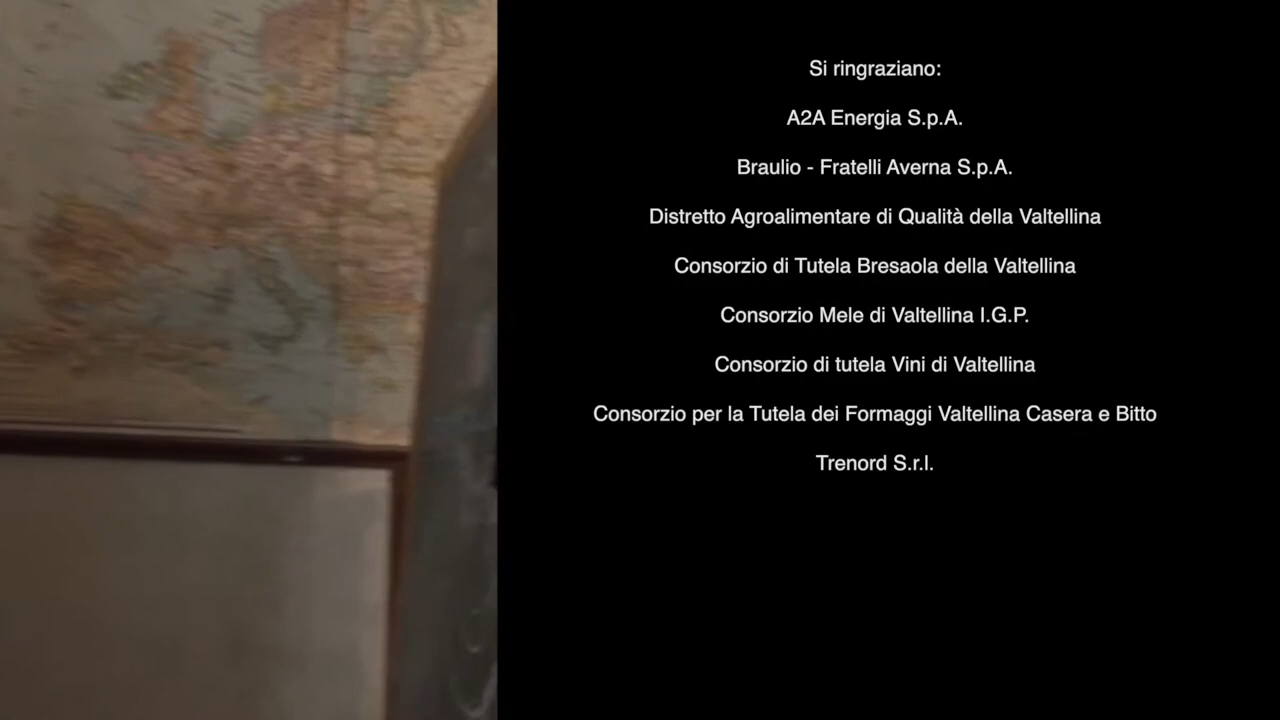 Si ringraziano:
A2A Energia S.p.A.
Braulio - Fratelli Averna S.p.A.
Distretto Agroalimentare di Qualità della Valtellina
Consorzio di Tutela Bresaola della Valtellina
Consorzio Mele di Valtellina I.G.P.
Consorzio di tutela Vini di Valtellina
Consorzio per la Tutela dei Formaggi Valtellina Casera e Bitto
Trenord S.r.l.